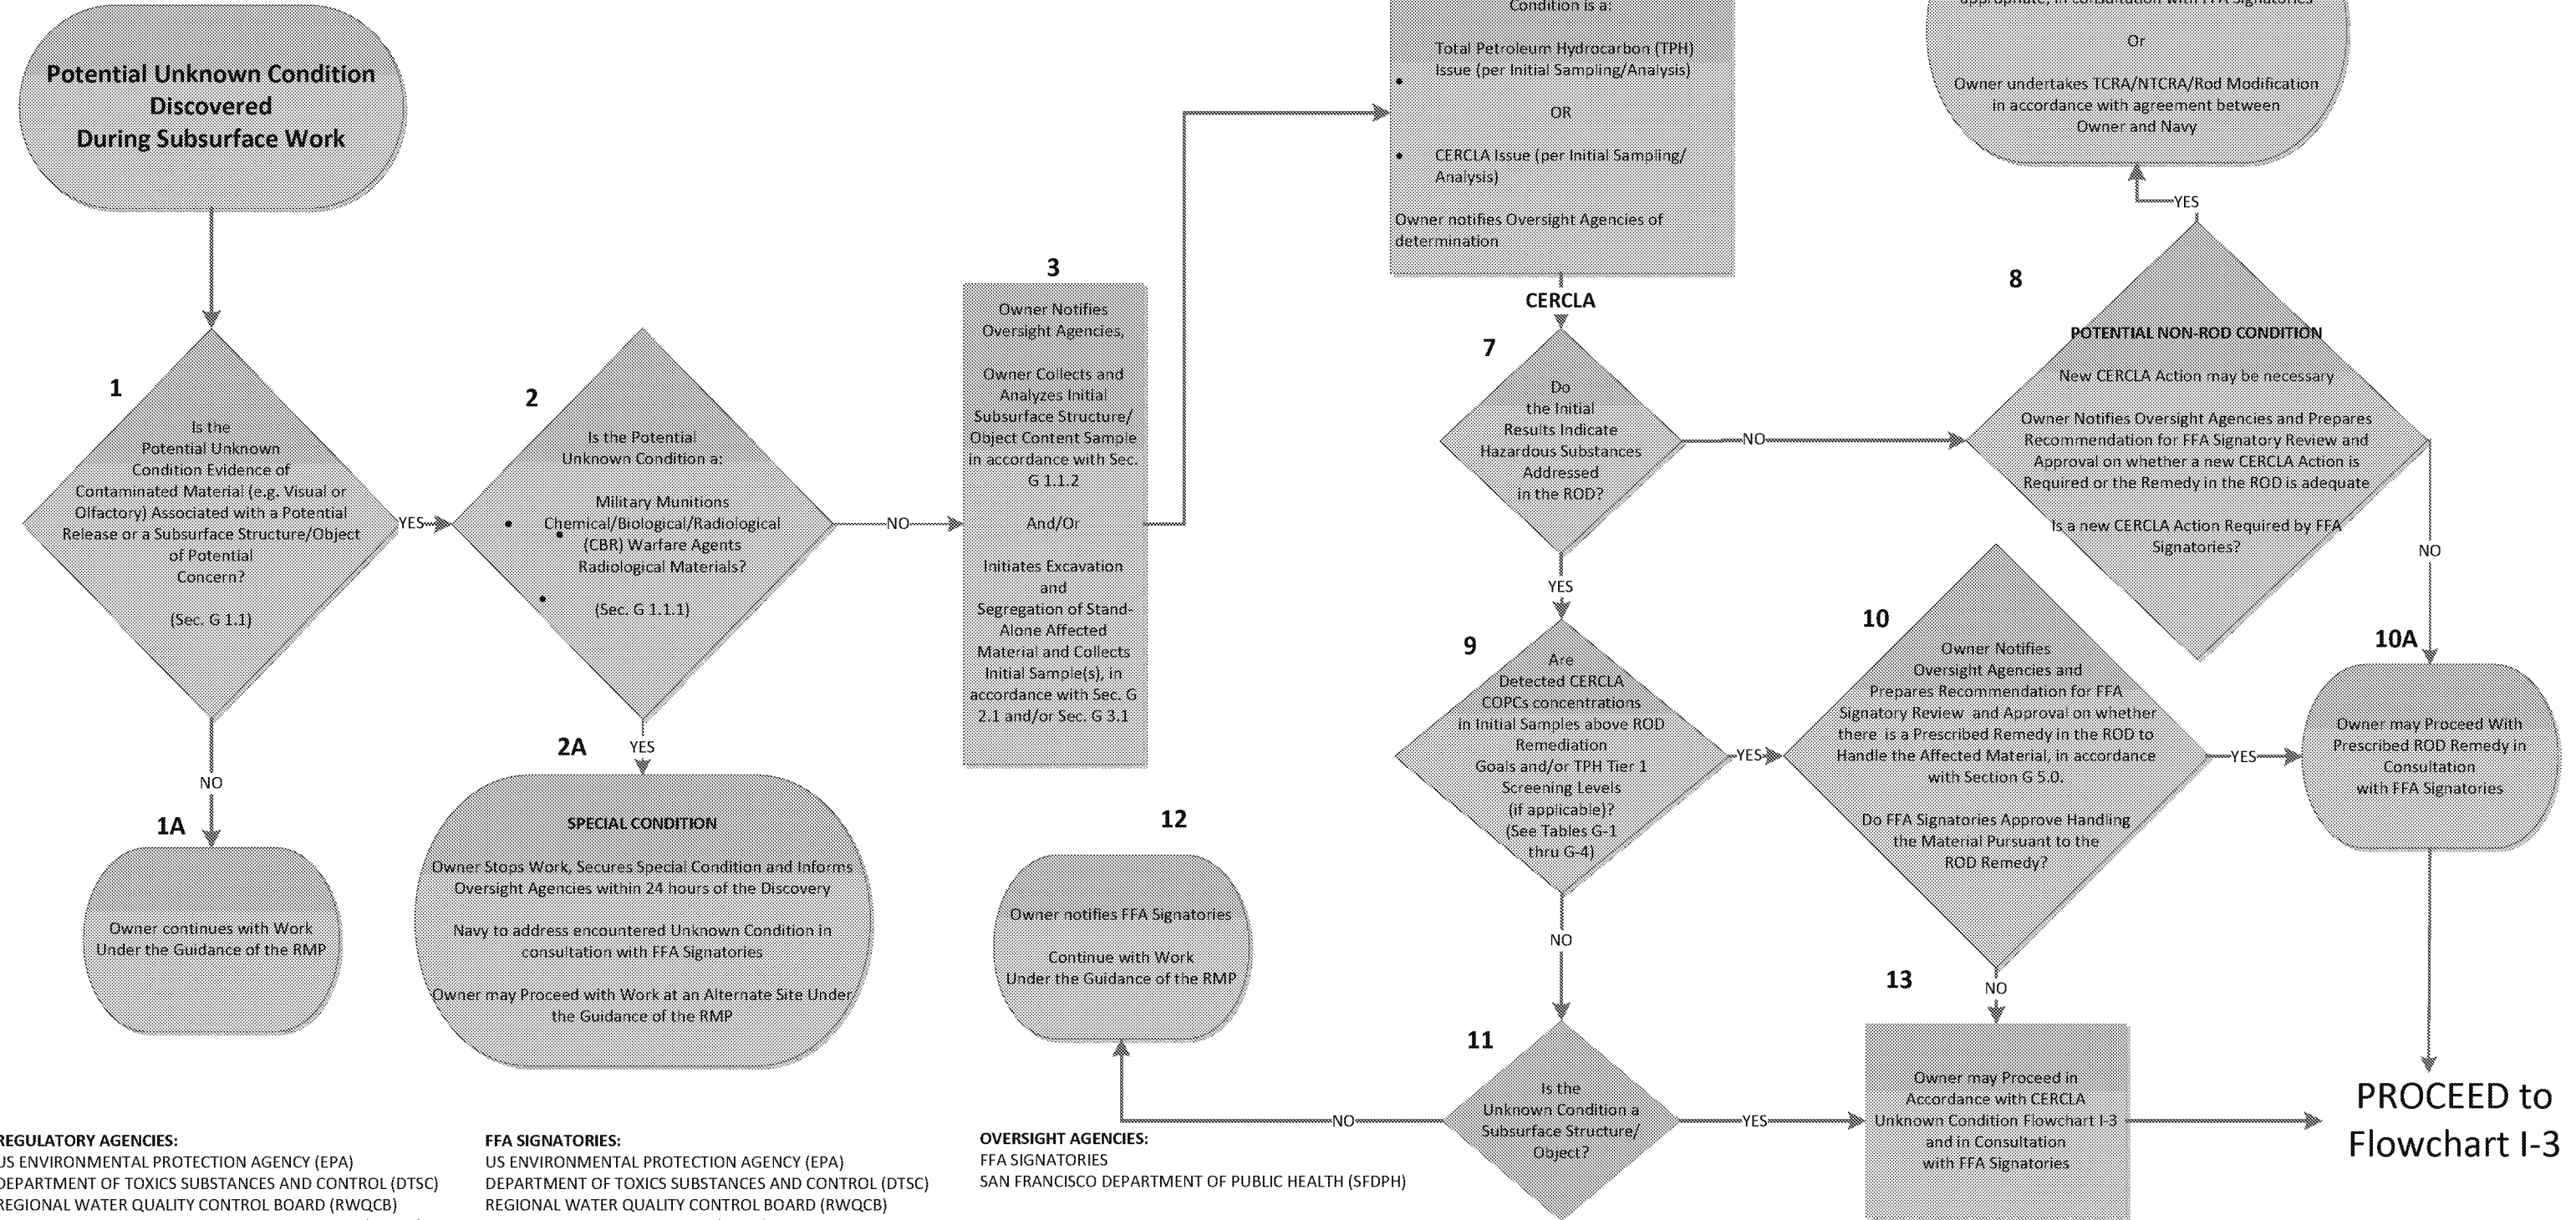 Potential Unknown Condition
Discovered
During Subsurface Work
1
Is the
Potential Unknown
Condition Evidence of
Contaminated Material (e.g. Visual or
Olfactory) Associated with a Potential
Release or a Subsurface Structure/Object
of Potential
Concern?
(Sec. G 1.1)
YES
NO
1A
Owner continues with Work
Under the Guidance of the RMP
2
Is the Potential
Unknown Condition a:
Military Munitions
• Chemical/Biological/Radiological
• (CBR) Warfare Agents
Radiological Materials?
•
(Sec. G 1.1.1)
NO
YES
2A
SPECIAL CONDITION
Owner Stops Work, Secures Special Condition and Informs
Oversight Agencies within 24 hours of the Discovery
Navy to address encountered Unknown Condition in
consultation with FFA Signatories
Owner may Proceed with Work at an Alternate Site Under
the Guidance of the RMP
3
Owner Notifies
Oversight Agencies,
Owner Collects and
Analyzes Initial
Subsurface Structure/
Object Content Sample
in accordance with Sec.
G 1.1.2
And/Or
Initiates Excavation
and
Segregation of Stand-
Alone Affected
Material and Collects
Initial Sample(s), in
accordance with Sec. G
2.1 and/or Sec. G 3.1
Condition is a:
Total Petroleum Hydrocarbon (TPH)
Issue (per Initial Sampling/Analysis)
•
OR
• CERCLA Issue (per Initial Sampling/
Analysis)
Owner notifies Oversight Agencies of
determination
CERCLA
7
Do
the Initial
Results Indicate
Hazardous Substances
Addressed
in the ROD?
NO
YES
appropriate, in consultation with FFA Signatories
Or
Owner undertakes TCRA/NTCRA/Rod Modification
in accordance with agreement between
Owner and Navy
YES
8
POTENTIAL NON-ROD CONDITION
New CERCLA Action may be necessary
Owner Notifies Oversight Agencies and Prepares
Recommendation for FFA Signatory Review and
Approval on whether a new CERCLA Action is
Required or the Remedy in the ROD is adequate
Is a new CERCLA Action Required by FFA
Signatories?
NO
9
Are
Detected CERCLA
COPCs concentrations
in Initial Samples above ROD
Remediation
Goals and/or TPH Tier 1
Screening Levels
(if applicable)?
(See Tables G-1
thru G-4)
YES
NO
10
Owner Notifies
Oversight Agencies and
Prepares Recommendation for FFA
Signatory Review and Approval on whether
there is a Prescribed Remedy in the ROD to
Handle the Affected Material, in accordance
with Section G 5.0.
Do FFA Signatories Approve Handling
the Material Pursuant to the
ROD Remedy?
YES
NO
10A
Owner may Proceed With
Prescribed ROD Remedy in
Consultation
with FFA Signatories
12
Owner notifies FFA Signatories
Continue with Work
Under the Guidance of the RMP
11
Is the
Unknown Condition a
Subsurface Structure/
Object?
NO
YES
13
Owner may Proceed in
Accordance with CERCLA
Unknown Condition Flowchart I-3
and in Consultation
with FFA Signatories
PROCEED to
Flowchart I-3
REGULATORY AGENCIES:
US ENVIRONMENTAL PROTECTION AGENCY (EPA)
DEPARTMENT OF TOXICS SUBSTANCES AND CONTROL (DTSC)
REGIONAL WATER QUALITY CONTROL BOARD (RWQCB)
FFA SIGNATORIES:
US ENVIRONMENTAL PROTECTION AGENCY (EPA)
DEPARTMENT OF TOXICS SUBSTANCES AND CONTROL (DTSC)
REGIONAL WATER QUALITY CONTROL BOARD (RWQCB)
OVERSIGHT AGENCIES:
FFA SIGNATORIES
SAN FRANCISCO DEPARTMENT OF PUBLIC HEALTH (SFDPH)